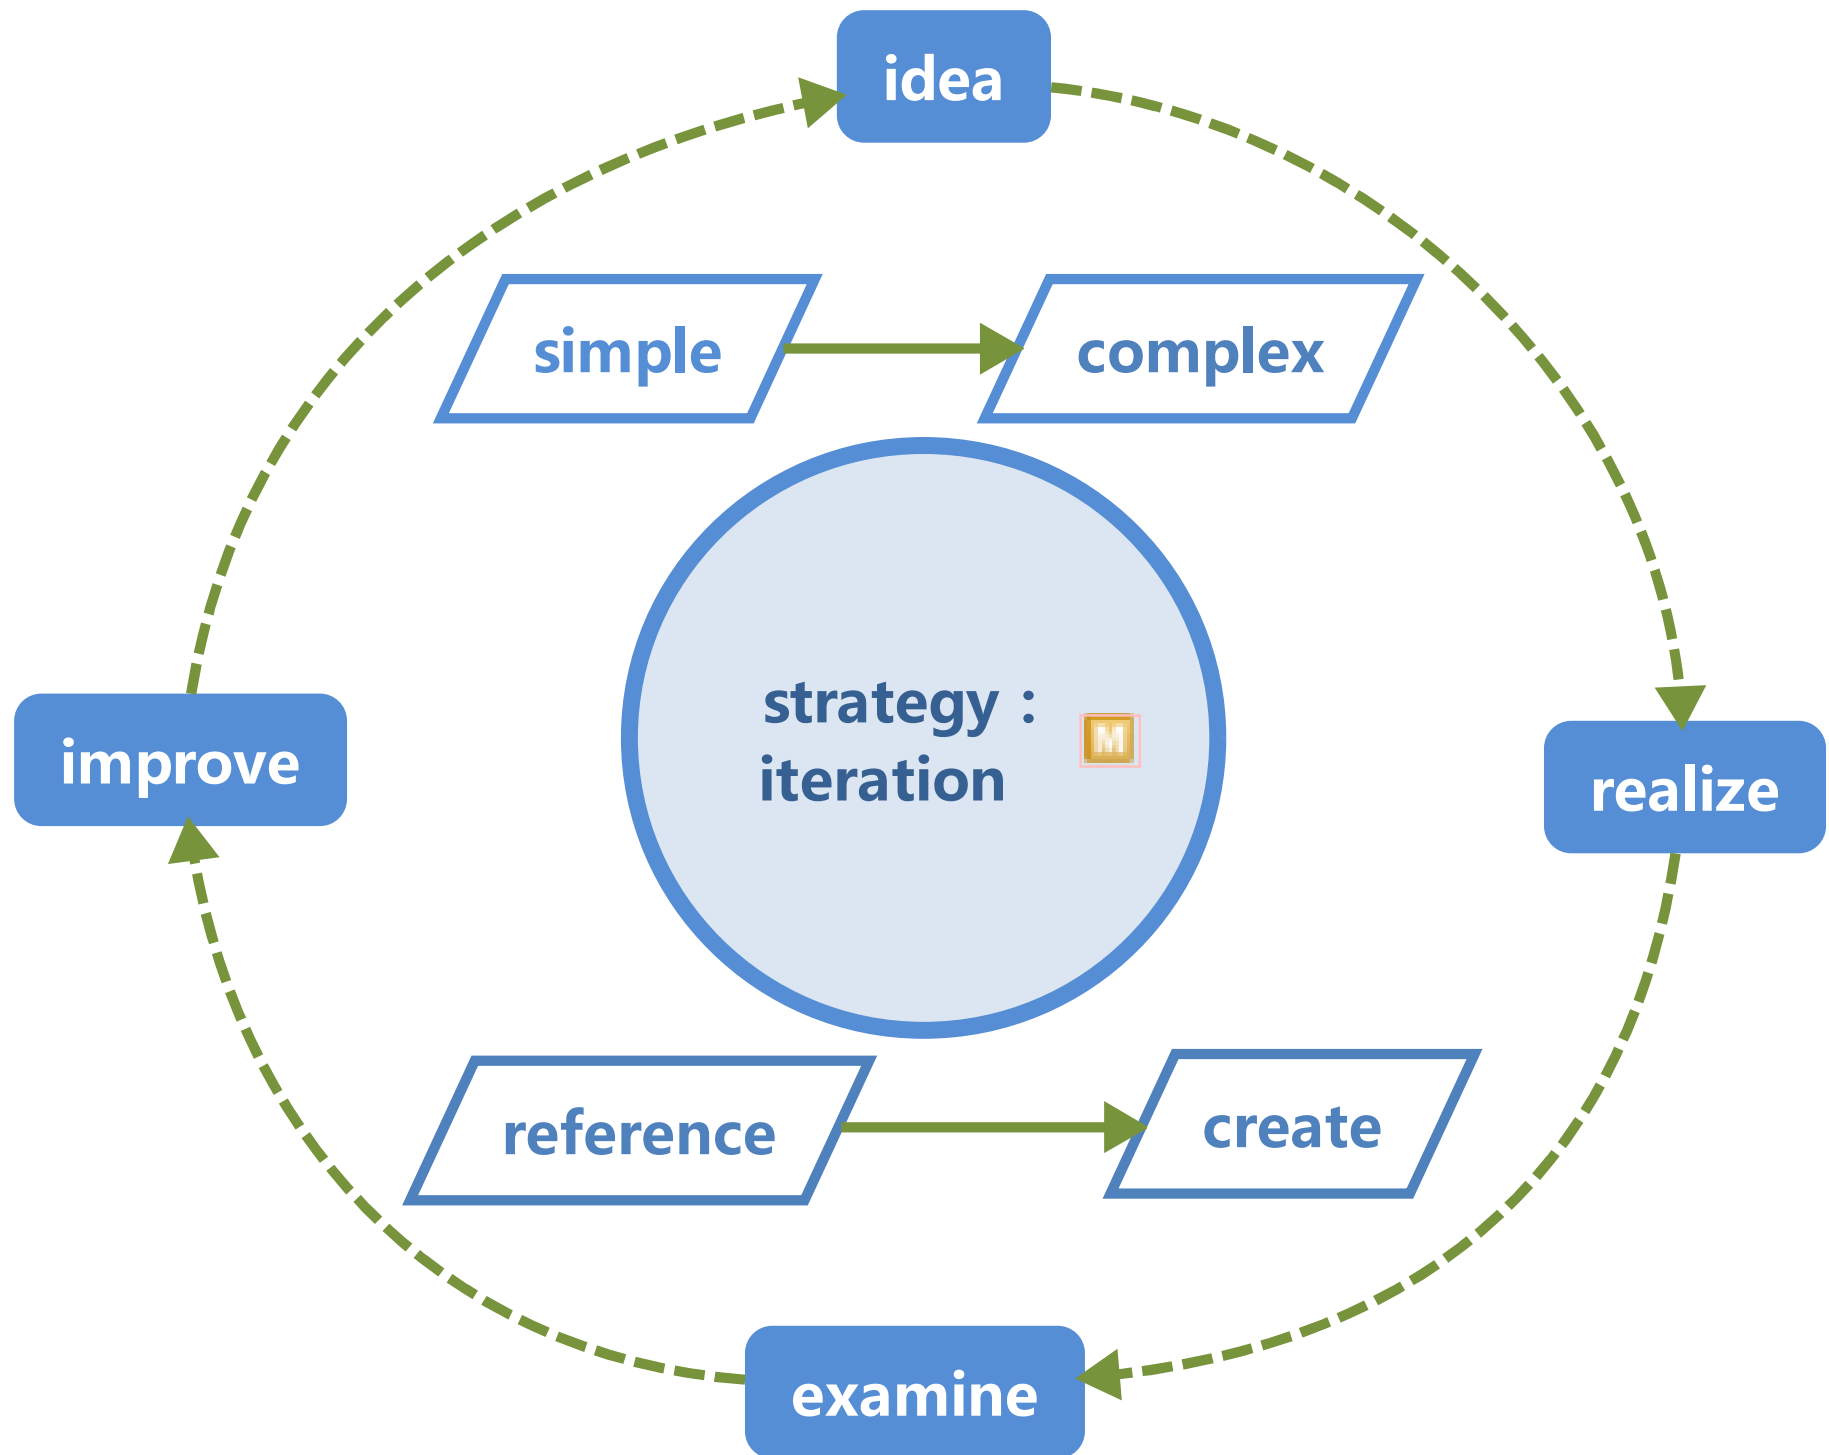 idea
simple
complex
strategy :
iteration
M
improve
realize
reference
create
examine